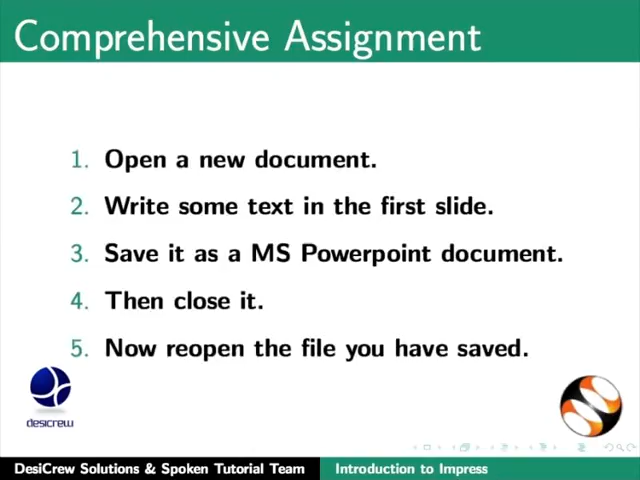 Comprehensive Assignment
1. Open a new document.
2. Write some text in the first slide.
3. Save it as a MS Powerpoint document.
4. Then close it.
5. Now reopen the file you have saved.
desicrew
DesiCrew Solutions & Spoken Tutorial Team Introduction to Impress